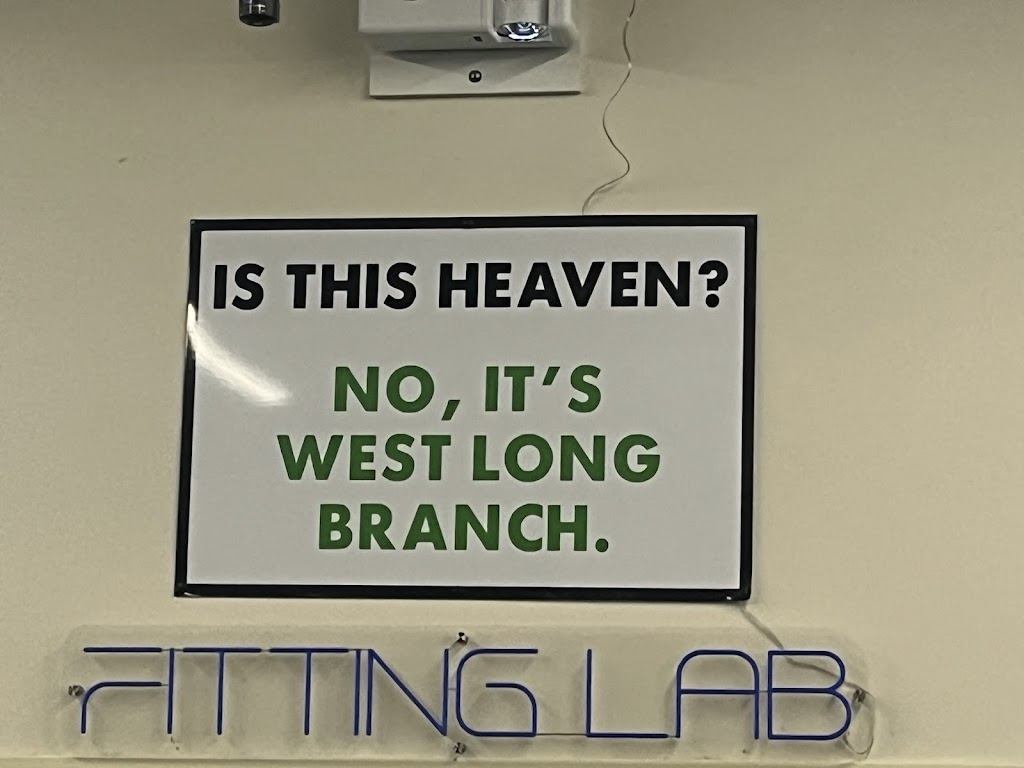 IS THIS HEAVEN?
NO, IT'S
WEST LONG
BRANCH.
FITTING LAB